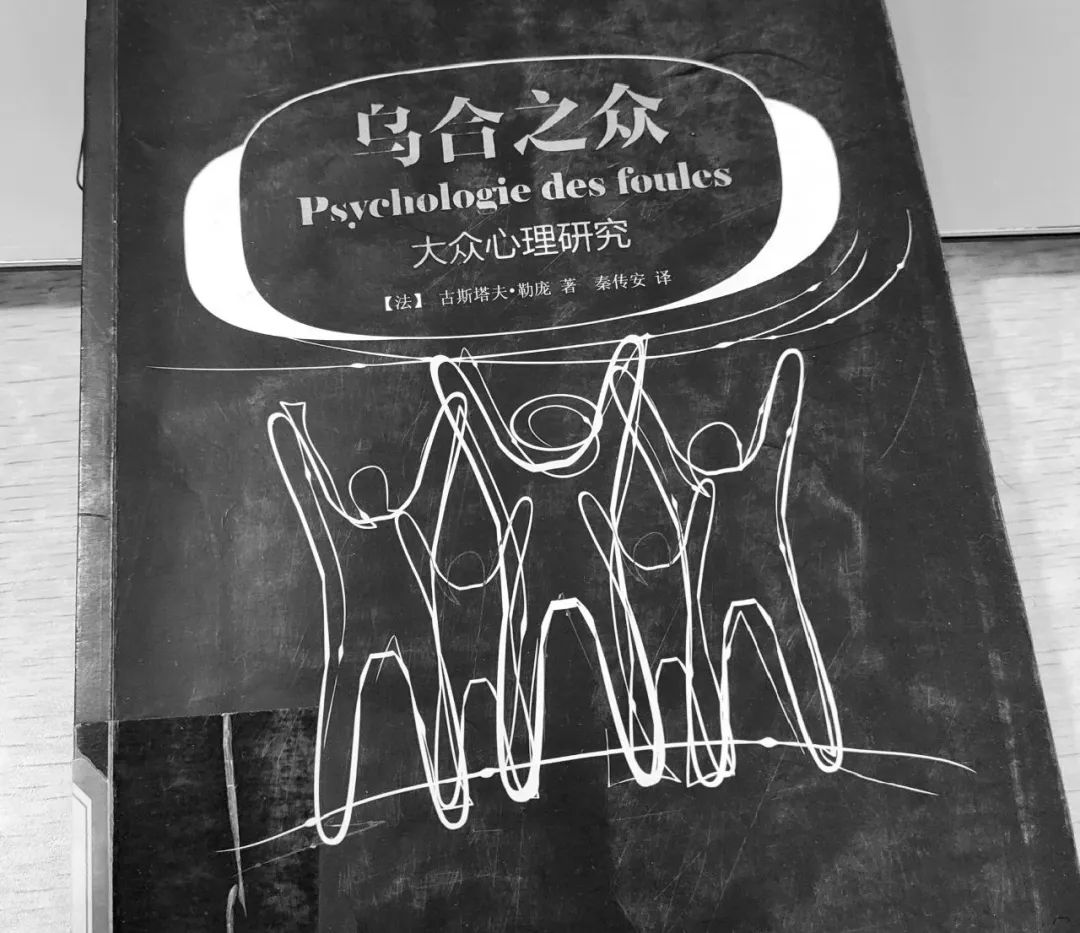 乌合之众
Psychologie des foules
大众心理研究
【法】 古斯塔夫•勒庞 著 秦传安 译